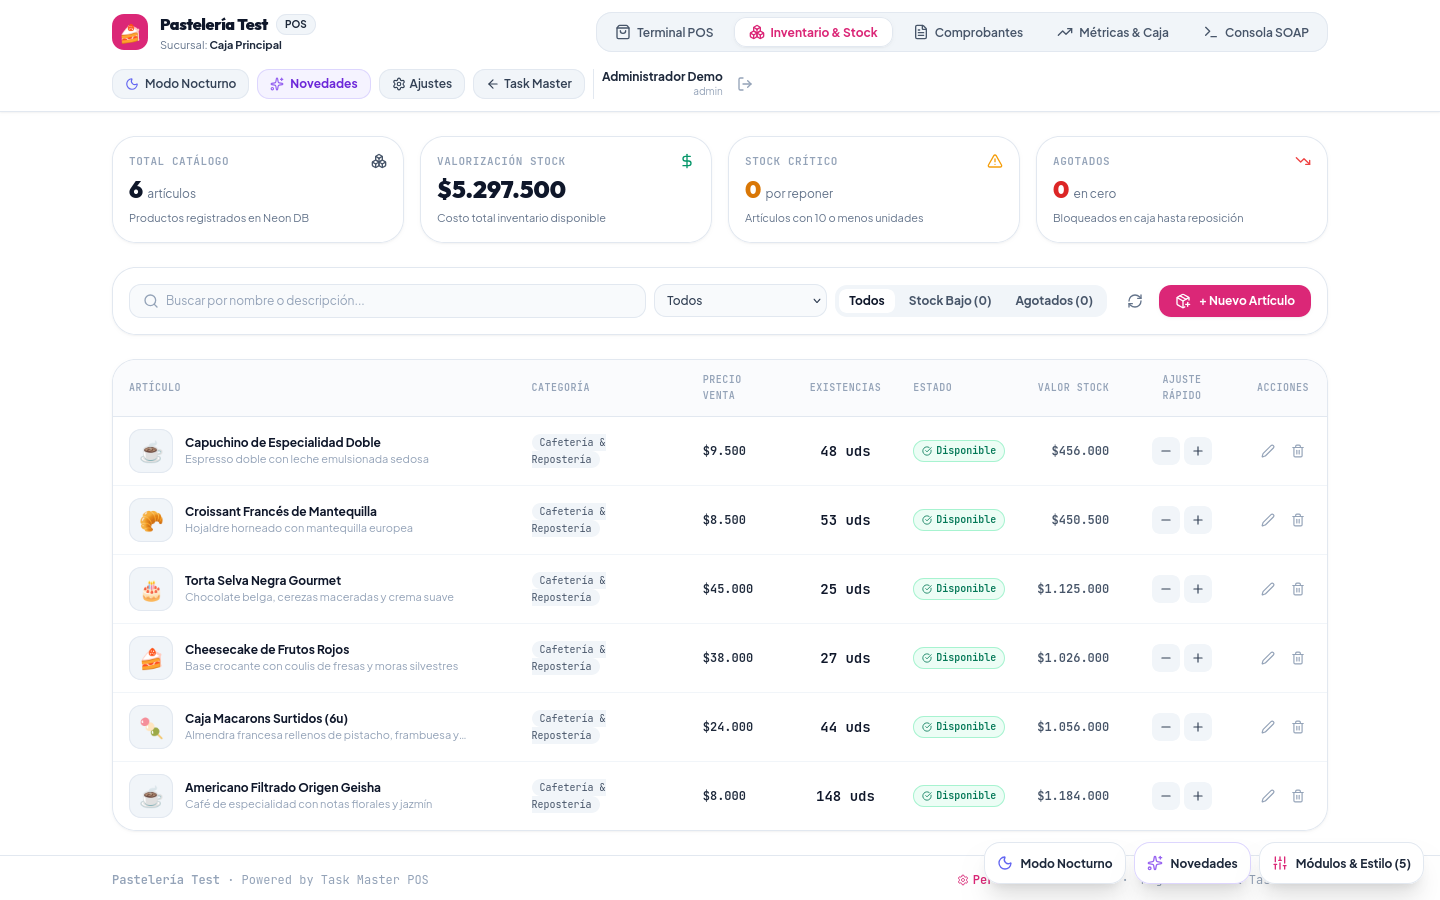 Pastelería Test POS
Sucursal: Caja Principal
Terminal POS
Inventario & Stock
Comprobantes
Métricas & Caja
Consola SOAP
Modo Nocturno
Novedades
Ajustes
Task Master
Administrador Demo
admin
TOTAL CATÁLOGO
6 artículos
Productos registrados en Neon DB
VALORIZACIÓN STOCK
$5.297.500
Costo total inventario disponible
STOCK CRÍTICO
0 por reponer
Artículos con 10 o menos unidades
AGOTADOS
0 en cero
Bloqueados en caja hasta reposición
Buscar por nombre o descripción...
Todos
Todos
Stock Bajo (0)
Agotados (0)
+ Nuevo Artículo
ARTÍCULO
CATEGORÍA
PRECIO
VENTA
EXISTENCIAS
ESTADO
VALOR STOCK
AJUSTE
RÁPIDO
ACCIONES
Capuchino de Especialidad Doble
Espresso doble con leche emulsionada sedosa
Cafetería &
Repostería
$9.500
48 uds
Disponible
$456.000
Croissant Francés de Mantequilla
Hojaldre horneado con mantequilla europea
Cafetería &
Repostería
$8.500
53 uds
Disponible
$450.500
Torta Selva Negra Gourmet
Chocolate belga, cerezas maceradas y crema suave
Cafetería &
Repostería
$45.000
25 uds
Disponible
$1.125.000
Cheesecake de Frutos Rojos
Base crocante con coulis de fresas y moras silvestres
Cafetería &
Repostería
$38.000
27 uds
Disponible
$1.026.000
Caja Macarons Surtidos (6u)
Almendra francesa rellenos de pistacho, frambuesa y...
Cafetería &
Repostería
$24.000
44 uds
Disponible
$1.056.000
Americano Filtrado Origen Geisha
Café de especialidad con notas florales y jazmín
Cafetería &
Repostería
$8.000
148 uds
Disponible
$1.184.000
Modo Nocturno
Novedades
Módulos & Estilo (5)
Pastelería Test · Powered by Task Master POS